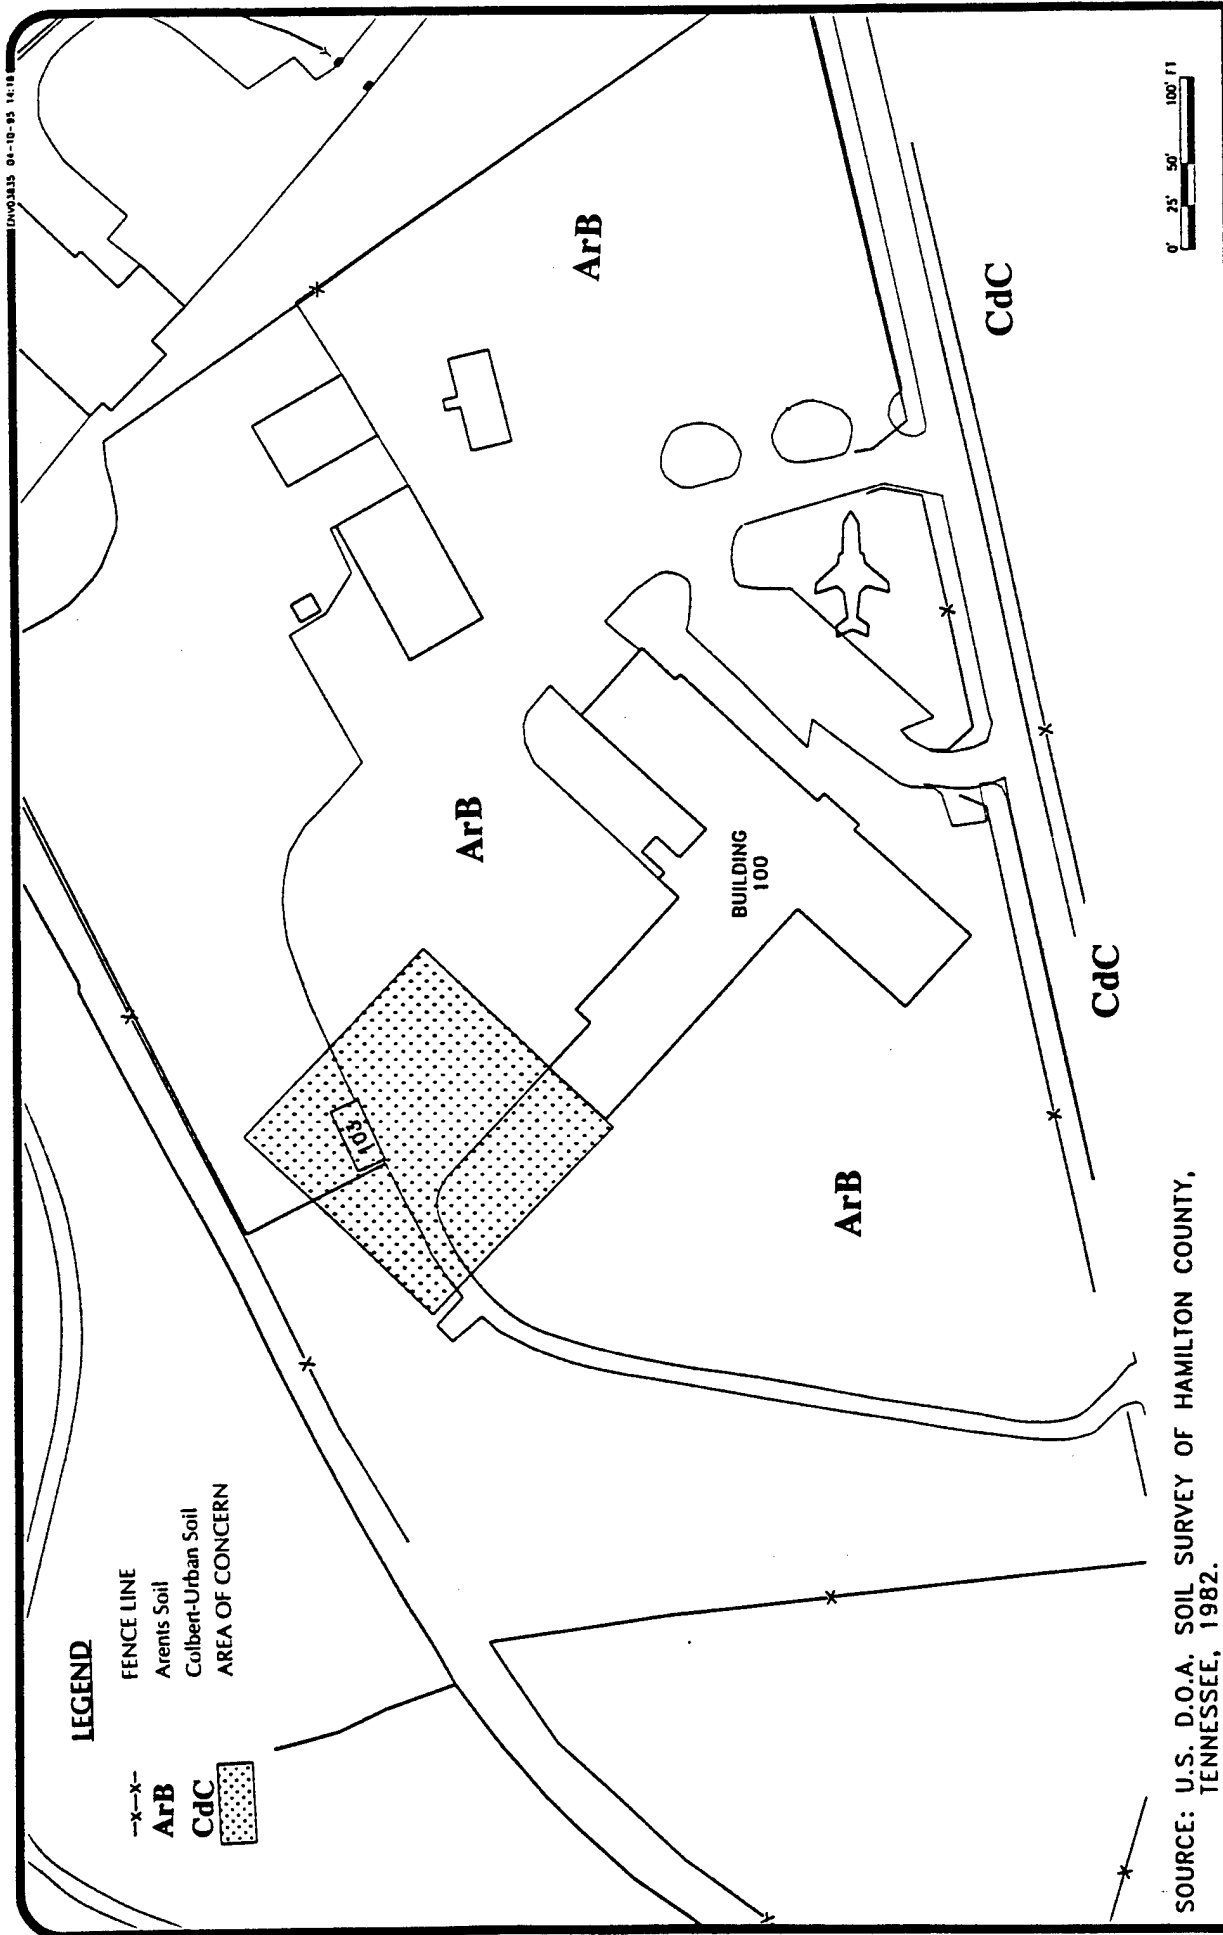 ENV03835 04-10-95 14:18
LEGEND
-x-x- FENCE LINE
ArB Arents Soil
CdC Colbert-Urban Soil
AREA OF CONCERN
103
ArB
ArB
ArB
BUILDING
100
CdC
CdC
0' 25' 50' 100' FT
SOURCE: U.S. D.O.A. SOIL SURVEY OF HAMILTON COUNTY,
TENNESSEE, 1982.